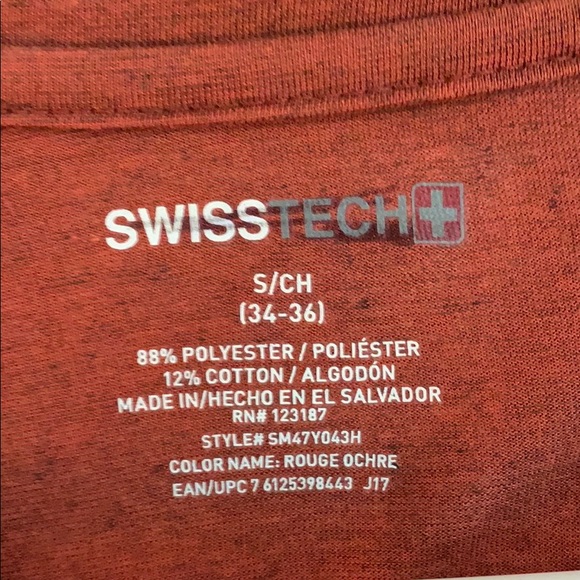 SWISSTECH
S/CH
(34-36)
88% POLYESTER / POLIÉSTER
12% COTTON / ALGODÓN
MADE IN/HECHO EN EL SALVADOR
RN# 123187
STYLE# SM47Y043H
COLOR NAME: ROUGE OCHRE
EAN/UPC 7 6125398443 J17